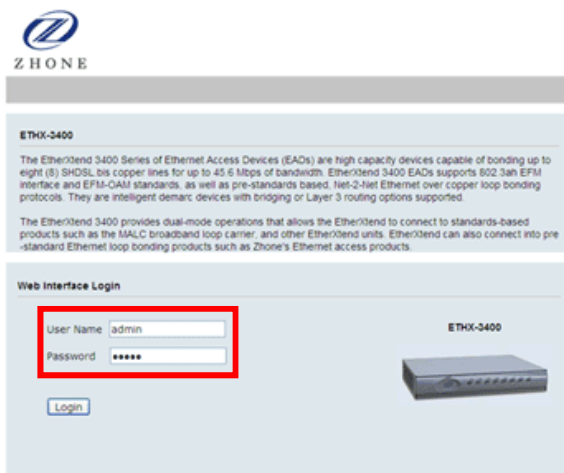 ZHONE
ETHX-3400
The EtherXtend 3400 Series of Ethernet Access Devices (EADs) are high capacity devices capable of bonding up to
eight (8) SHDSL.bis copper lines for up to 45.6 Mbps of bandwidth. EtherXtend 3400 EADs supports 802.3ah EFM
interface and EFM-OAM standards, as well as pre-standards based, Net-2-Net Ethernet over copper loop bonding
protocols. They are intelligent demarc devices with bridging or Layer 3 routing options supported.
The EtherXtend 3400 provides dual-mode operations that allows the EtherXtend to connect to standards-based
products such as the MALC broadband loop carrier, and other EtherXtend units. EtherXtend can also connect into pre
-standard Ethernet loop bonding products such as Zhone's Ethernet access products.
Web Interface Login
User Name admin
Password •••••
ETHX-3400
Login